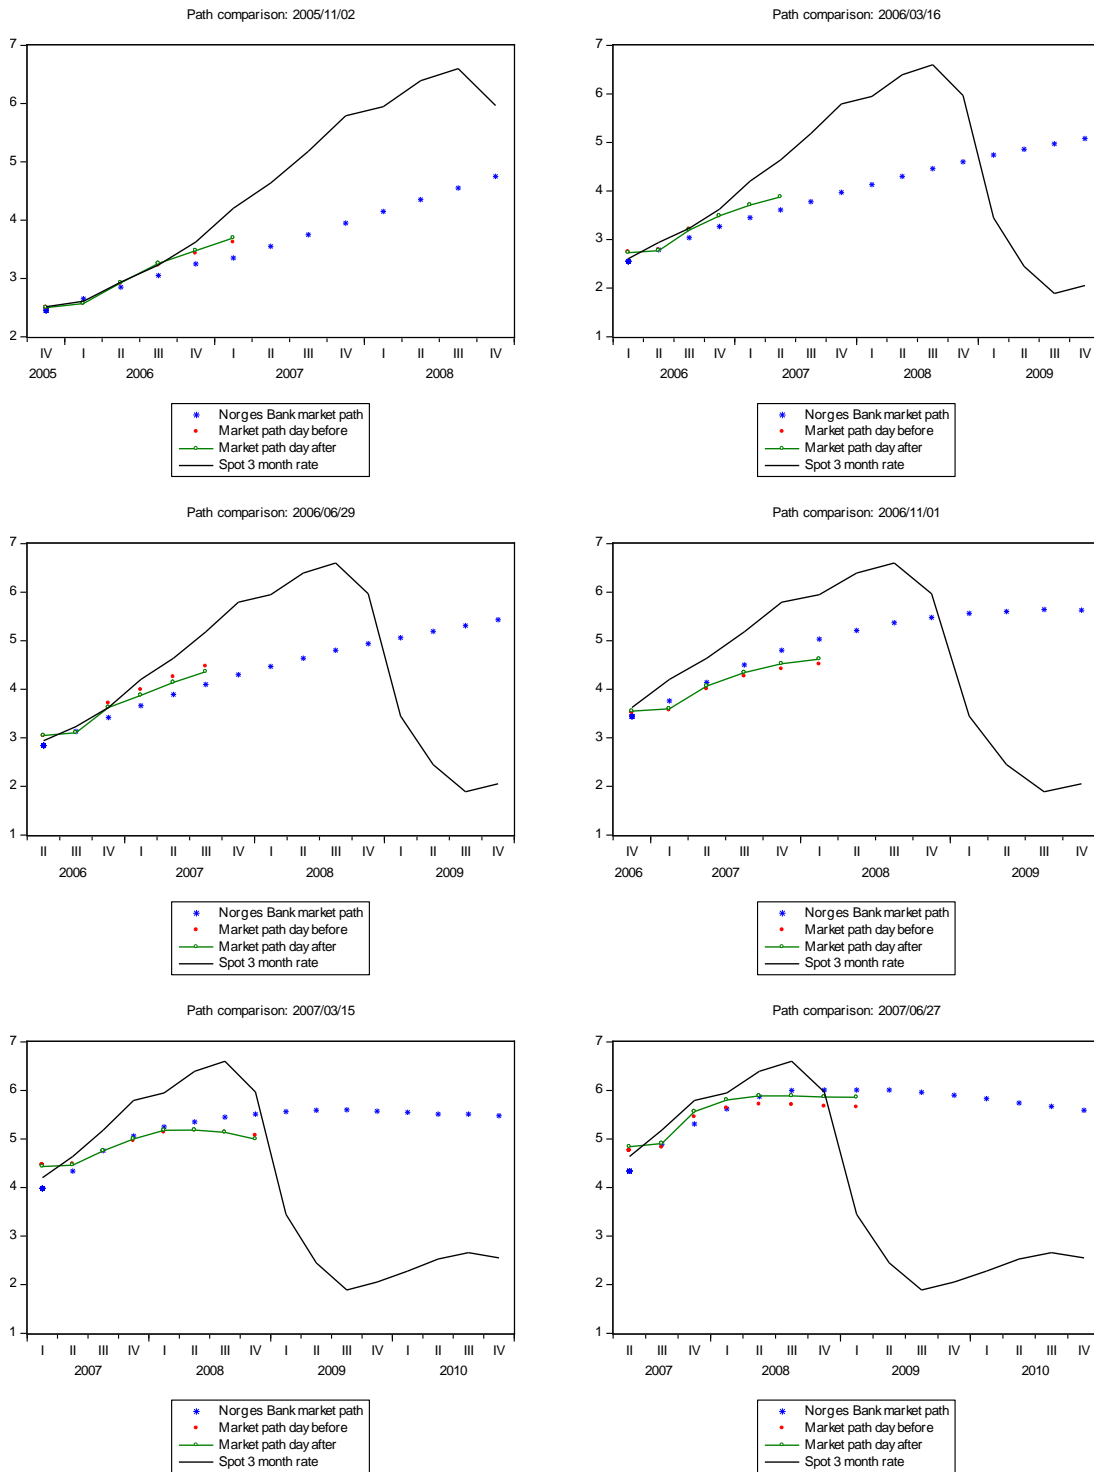 Path comparison: 2005/11/02
7
6
5
4
3
2
IV I II III IV I II III IV I II III IV
2005 2006 2007 2008
Norges Bank market path
Market path day before
Market path day after
Spot 3 month rate
Path comparison: 2006/03/16
7
6
5
4
3
2
1
I II III IV I II III IV I II III IV I II III IV
2006 2007 2008 2009
Norges Bank market path
Market path day before
Market path day after
Spot 3 month rate
Path comparison: 2006/06/29
7
6
5
4
3
2
1
II III IV I II III IV I II III IV I II III IV
2006 2007 2008 2009
Norges Bank market path
Market path day before
Market path day after
Spot 3 month rate
Path comparison: 2006/11/01
7
6
5
4
3
2
1
IV I II III IV I II III IV I II III IV
2006 2007 2008 2009
Norges Bank market path
Market path day before
Market path day after
Spot 3 month rate
Path comparison: 2007/03/15
7
6
5
4
3
2
1
I II III IV I II III IV I II III IV I II III IV
2007 2008 2009 2010
Norges Bank market path
Market path day before
Market path day after
Spot 3 month rate
Path comparison: 2007/06/27
7
6
5
4
3
2
1
II III IV I II III IV I II III IV I II III IV
2007 2008 2009 2010
Norges Bank market path
Market path day before
Market path day after
Spot 3 month rate